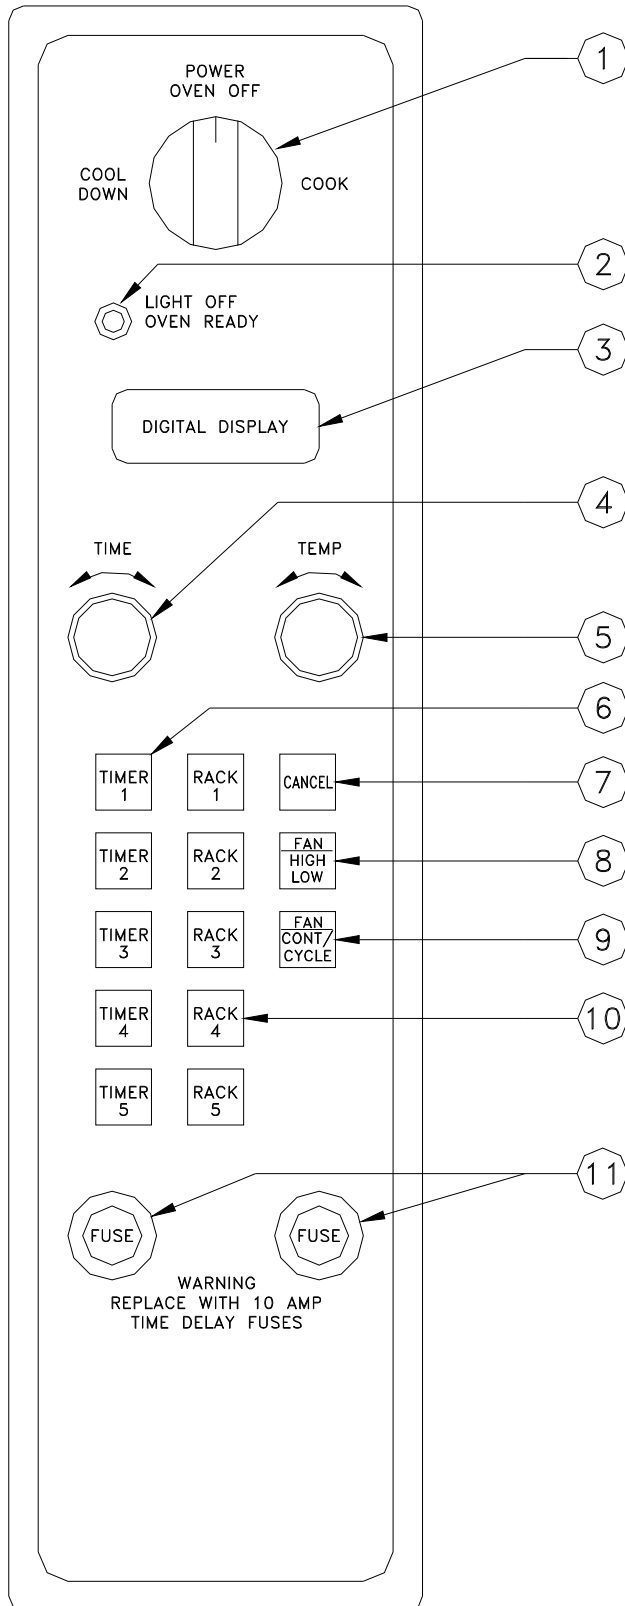 POWER
OVEN OFF
1
COOL
DOWN
COOK
2
LIGHT OFF
OVEN READY
3
DIGITAL DISPLAY
4
TIME
TEMP
5
6
TIMER
1
RACK
1
CANCEL
7
TIMER
2
RACK
2
FAN
HIGH
LOW
8
TIMER
3
RACK
3
FAN
CONT/
CYCLE
9
TIMER
4
RACK
4
10
TIMER
5
RACK
5
11
FUSE
FUSE
WARNING
REPLACE WITH 10 AMP
TIME DELAY FUSES